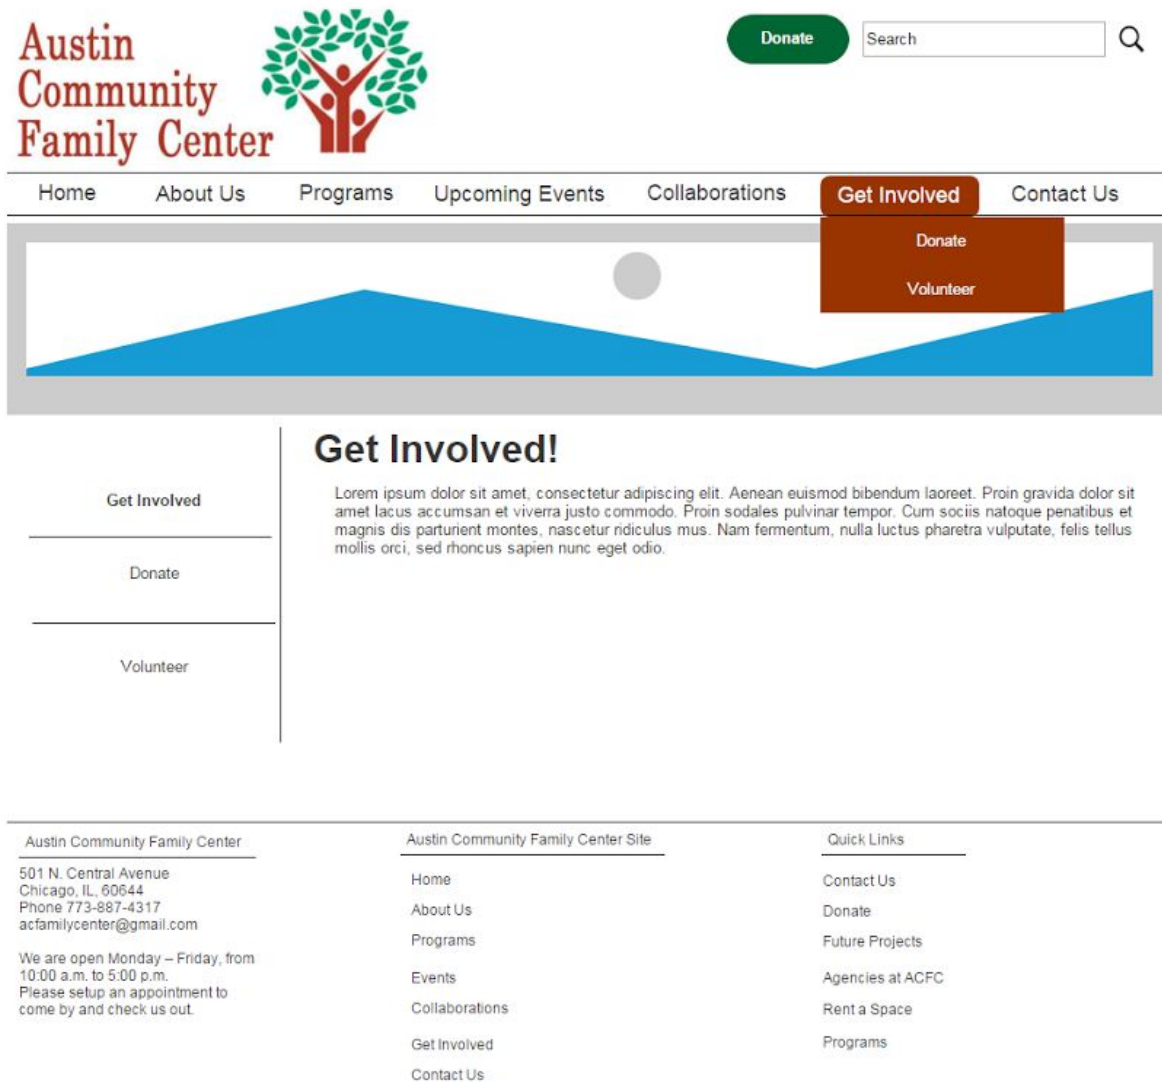 Austin
Community
Family Center
Donate
Search
Home About Us Programs Upcoming Events Collaborations Get Involved Contact Us
Donate
Volunteer
Get Involved
Donate
Volunteer
Get Involved!
Lorem ipsum dolor sit amet, consectetur adipiscing elit. Aenean euismod bibendum laoreet. Proin gravida dolor sit
amet lacus accumsan et viverra justo commodo. Proin sodales pulvinar tempor. Cum sociis natoque penatibus et
magnis dis parturient montes, nascetur ridiculus mus. Nam fermentum, nulla luctus pharetra vulputate, felis tellus
mollis orci, sed rhoncus sapien nunc eget odio.
Austin Community Family Center
501 N. Central Avenue
Chicago, IL, 60644
Phone 773-887-4317
acfamilycenter@gmail.com
We are open Monday – Friday, from
10:00 a.m. to 5:00 p.m.
Please setup an appointment to
come by and check us out.
Austin Community Family Center Site
Home
About Us
Programs
Events
Collaborations
Get Involved
Contact Us
Quick Links
Contact Us
Donate
Future Projects
Agencies at ACFC
Rent a Space
Programs